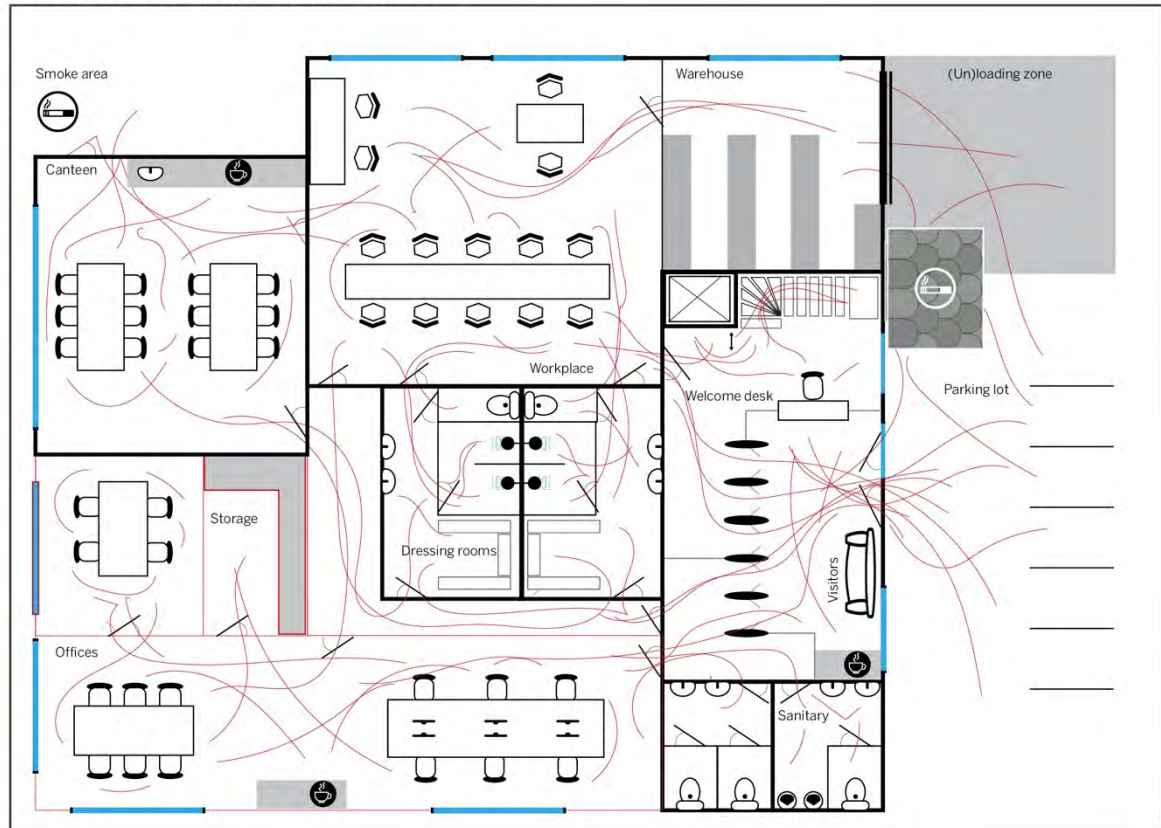 Smoke area
Warehouse
(Un)loading zone
Canteen
Workplace
Welcome desk
Parking lot
Storage
Dressing rooms
Visitors
Offices
Sanitary